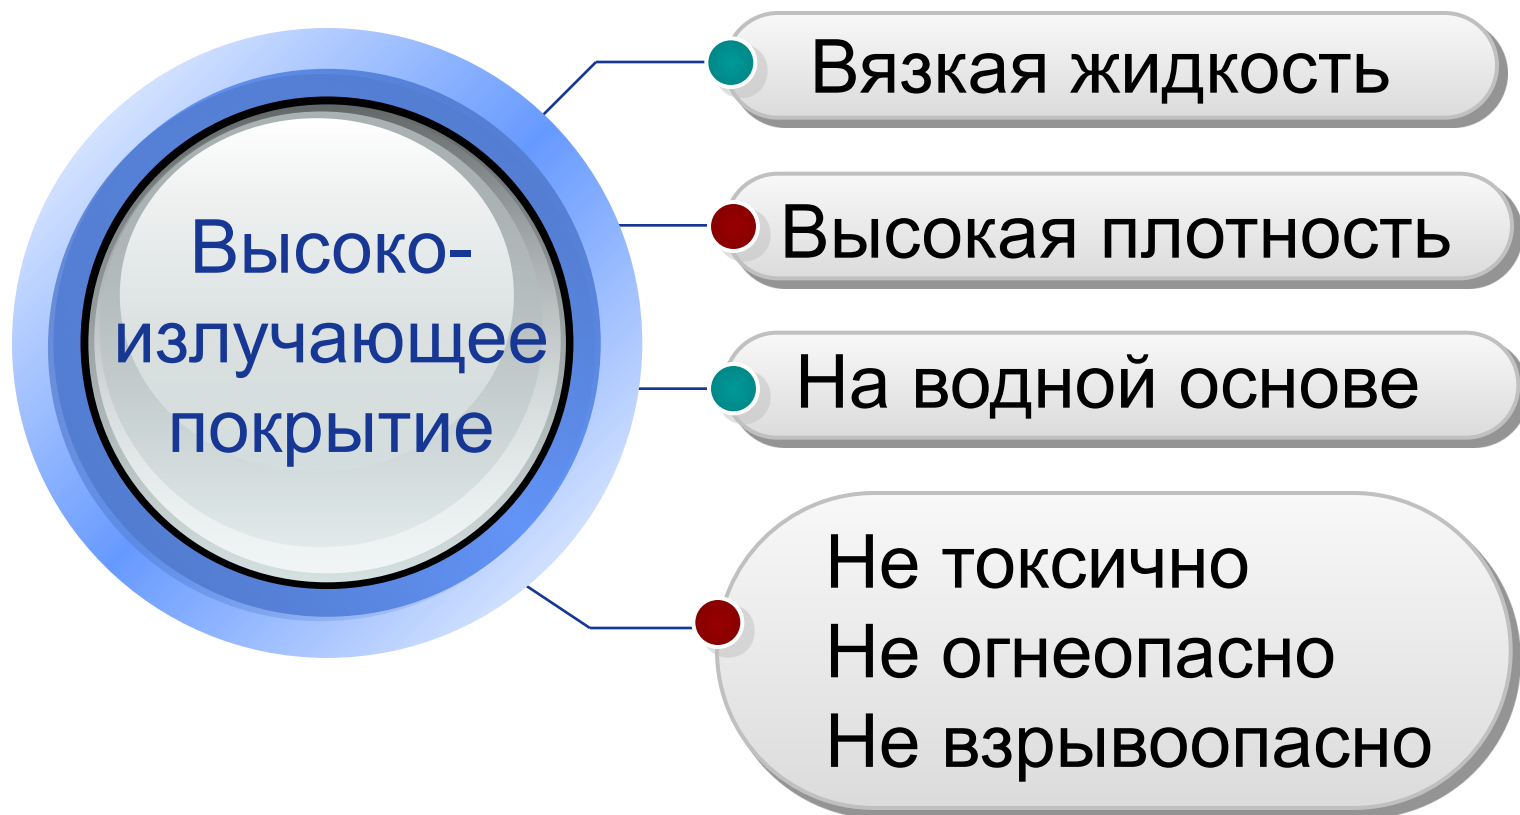 Высоко-
излучающее
покрытие
Вязкая жидкость
Высокая плотность
На водной основе
Не токсично
Не огнеопасно
Не взрывоопасно